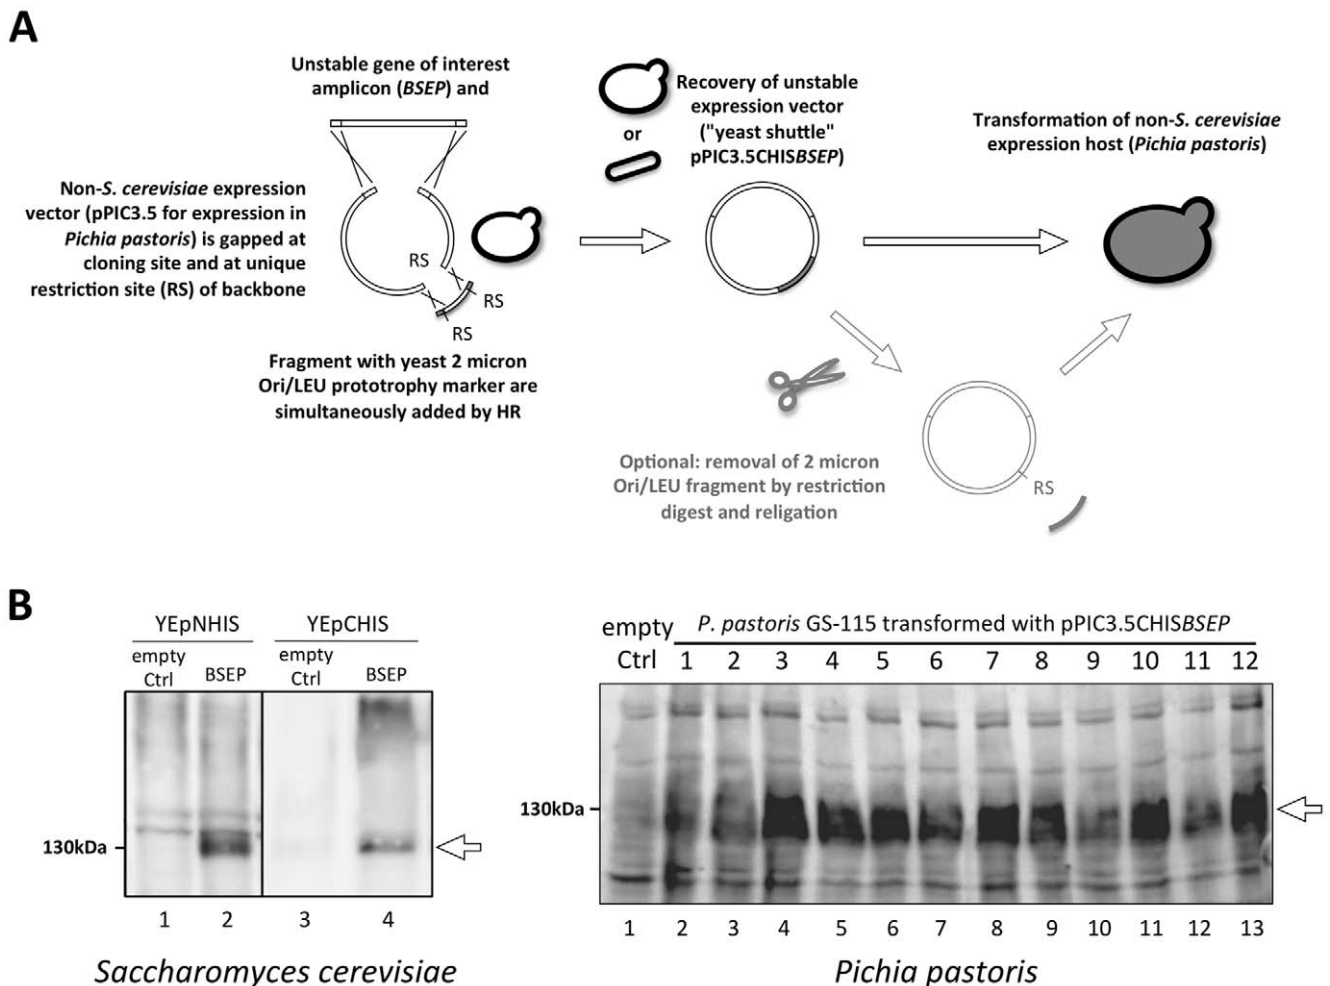 A
Unstable gene of interest
amplicon (BSEP) and
Non-S. cerevisiae expression
vector (pPIC3.5 for expression in
Pichia pastoris) is gapped at
cloning site and at unique
restriction site (RS) of backbone
RS
RS
RS
Fragment with yeast 2 micron
Ori/LEU prototrophy marker are
simultaneously added by HR
or
Recovery of unstable
expression vector
("yeast shuttle"
pPIC3.5CHISBSEP)
Transformation of non-S. cerevisiae
expression host (Pichia pastoris)
Optional: removal of 2 micron
Ori/LEU fragment by restriction
digest and religation
RS
B
YEpNHIS YEpCHIS
empty
Ctrl
BSEP
empty
Ctrl
BSEP
130kDa
1 2 3 4
Saccharomyces cerevisiae
empty
Ctrl
P. pastoris GS-115 transformed with pPIC3.5CHISBSEP
1 2 3 4 5 6 7 8 9 10 11 12
130kDa
1 2 3 4 5 6 7 8 9 10 11 12 13
Pichia pastoris